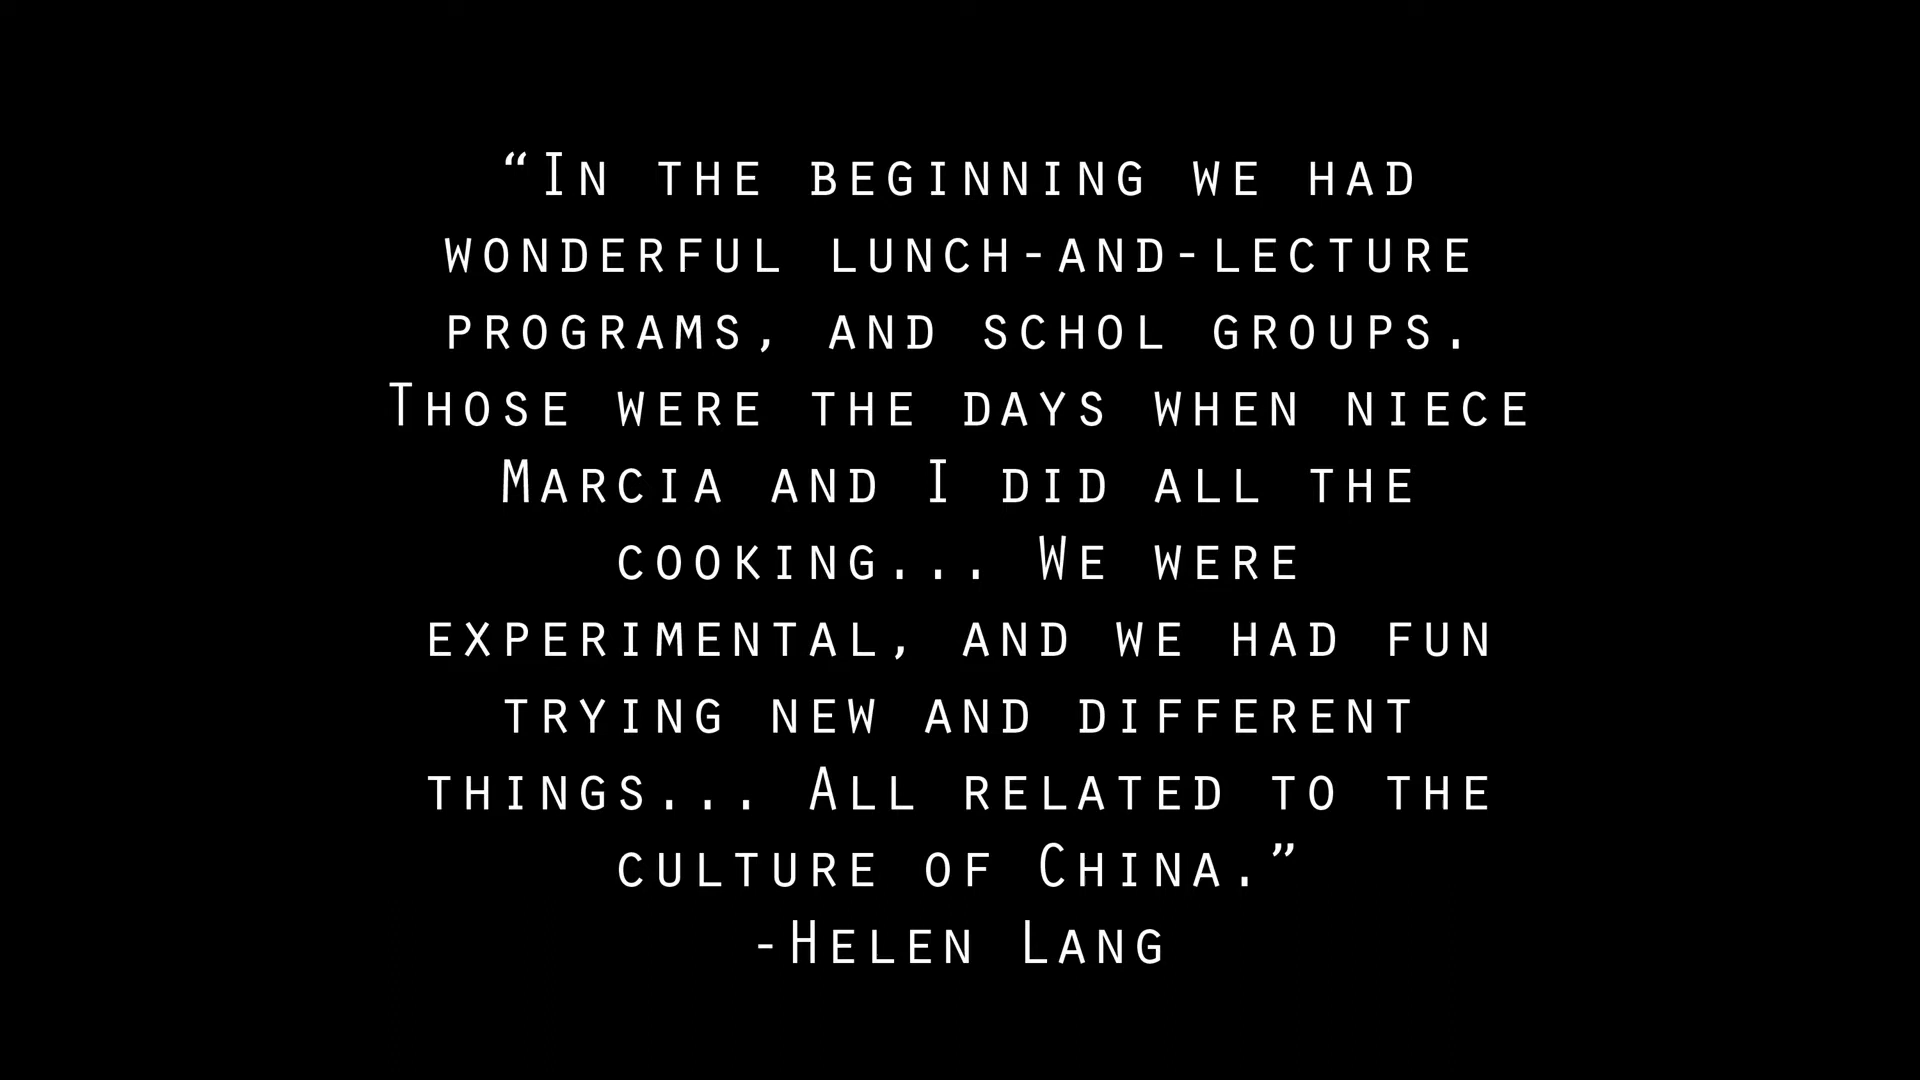 “In the beginning we had
wonderful lunch-and-lecture
programs, and schol groups.
Those were the days when niece
Marcia and I did all the
cooking... We were
experimental, and we had fun
trying new and different
things... All related to the
culture of China.”
-Helen Lang